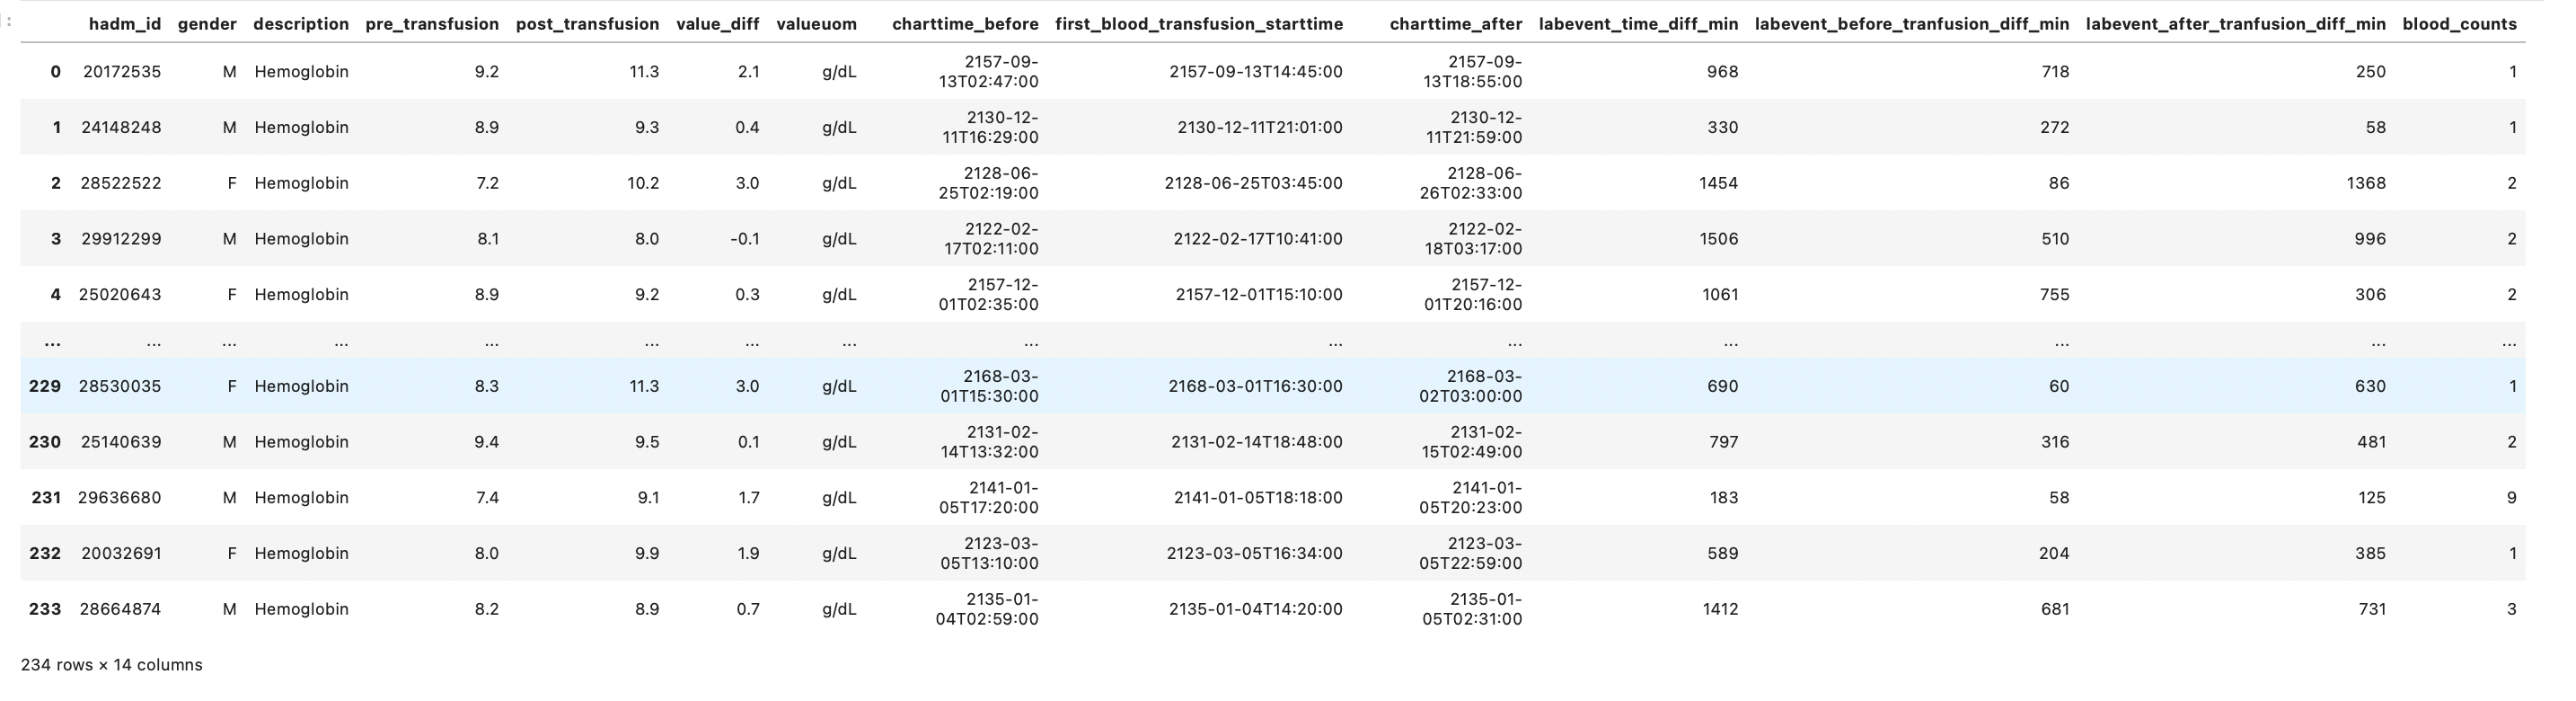 :
hadm_id gender description pre_transfusion post_transfusion value_diff valueuom charttime_before first_blood_transfusion_starttime charttime_after labevent_time_diff_min labevent_before_tranfusion_diff_min labevent_after_tranfusion_diff_min blood_counts
0 20172535 M Hemoglobin 9.2 11.3 2.1 g/dL 2157-09-13T02:47:00 2157-09-13T14:45:00 2157-09-13T18:55:00 968 718 250 1
1 24148248 M Hemoglobin 8.9 9.3 0.4 g/dL 2130-12-11T16:29:00 2130-12-11T21:01:00 2130-12-11T21:59:00 330 272 58 1
2 28522522 F Hemoglobin 7.2 10.2 3.0 g/dL 2128-06-25T02:19:00 2128-06-25T03:45:00 2128-06-26T02:33:00 1454 86 1368 2
3 29912299 M Hemoglobin 8.1 8.0 -0.1 g/dL 2122-02-17T02:11:00 2122-02-17T10:41:00 2122-02-18T03:17:00 1506 510 996 2
4 25020643 F Hemoglobin 8.9 9.2 0.3 g/dL 2157-12-01T02:35:00 2157-12-01T15:10:00 2157-12-01T20:16:00 1061 755 306 2
... ... ... ... ... ... ... ... ... ... ... ... ... ... ...
229 28530035 F Hemoglobin 8.3 11.3 3.0 g/dL 2168-03-01T15:30:00 2168-03-01T16:30:00 2168-03-02T03:00:00 690 60 630 1
230 25140639 M Hemoglobin 9.4 9.5 0.1 g/dL 2131-02-14T13:32:00 2131-02-14T18:48:00 2131-02-15T02:49:00 797 316 481 2
231 29636680 M Hemoglobin 7.4 9.1 1.7 g/dL 2141-01-05T17:20:00 2141-01-05T18:18:00 2141-01-05T20:23:00 183 58 125 9
232 20032691 F Hemoglobin 8.0 9.9 1.9 g/dL 2123-03-05T13:10:00 2123-03-05T16:34:00 2123-03-05T22:59:00 589 204 385 1
233 28664874 M Hemoglobin 8.2 8.9 0.7 g/dL 2135-01-04T02:59:00 2135-01-04T14:20:00 2135-01-05T02:31:00 1412 681 731 3
234 rows × 14 columns